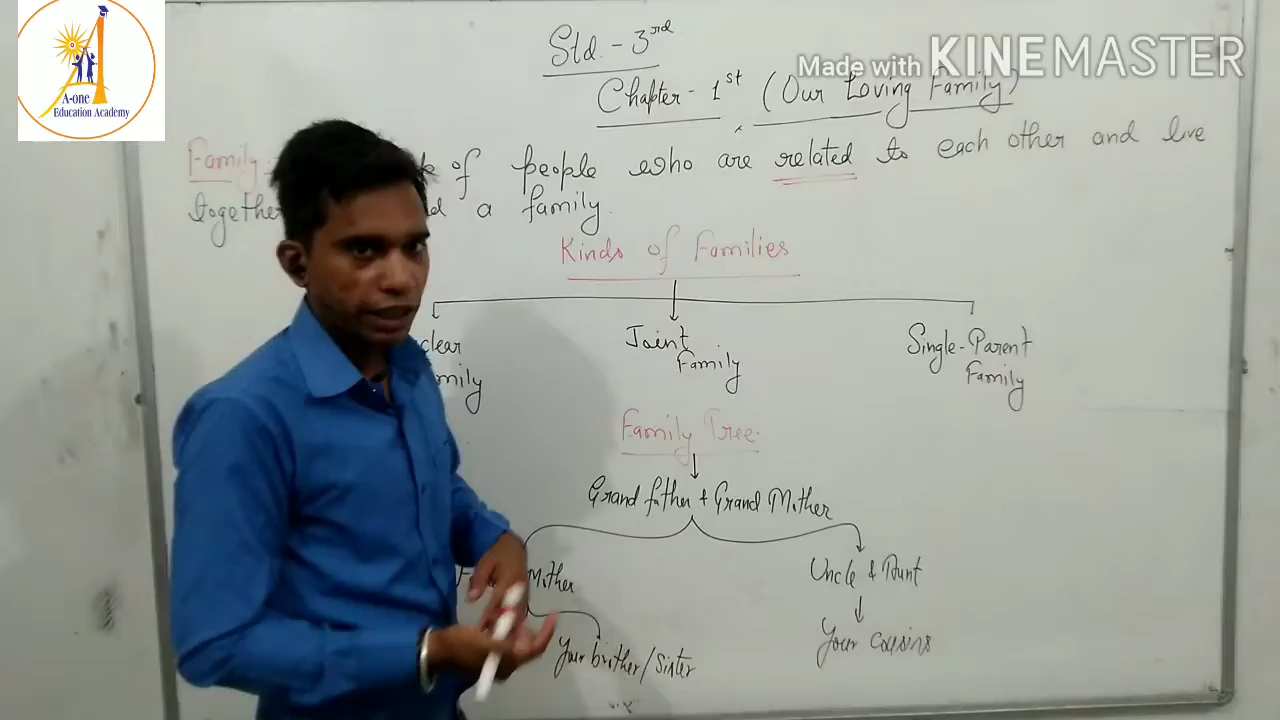 A-one
Education Academy
Made with KINEMASTER
Std. - 3rd
Chapter - 1st (Our Loving Family)
Family of people who are related to each other and live
together a family.
Kinds of Families
clear Family
Joint Family
Single-Parent Family
Family Tree
Grand father + Grand Mother
Mother
Uncle & Aunt
Your brother/sister
Your cousins